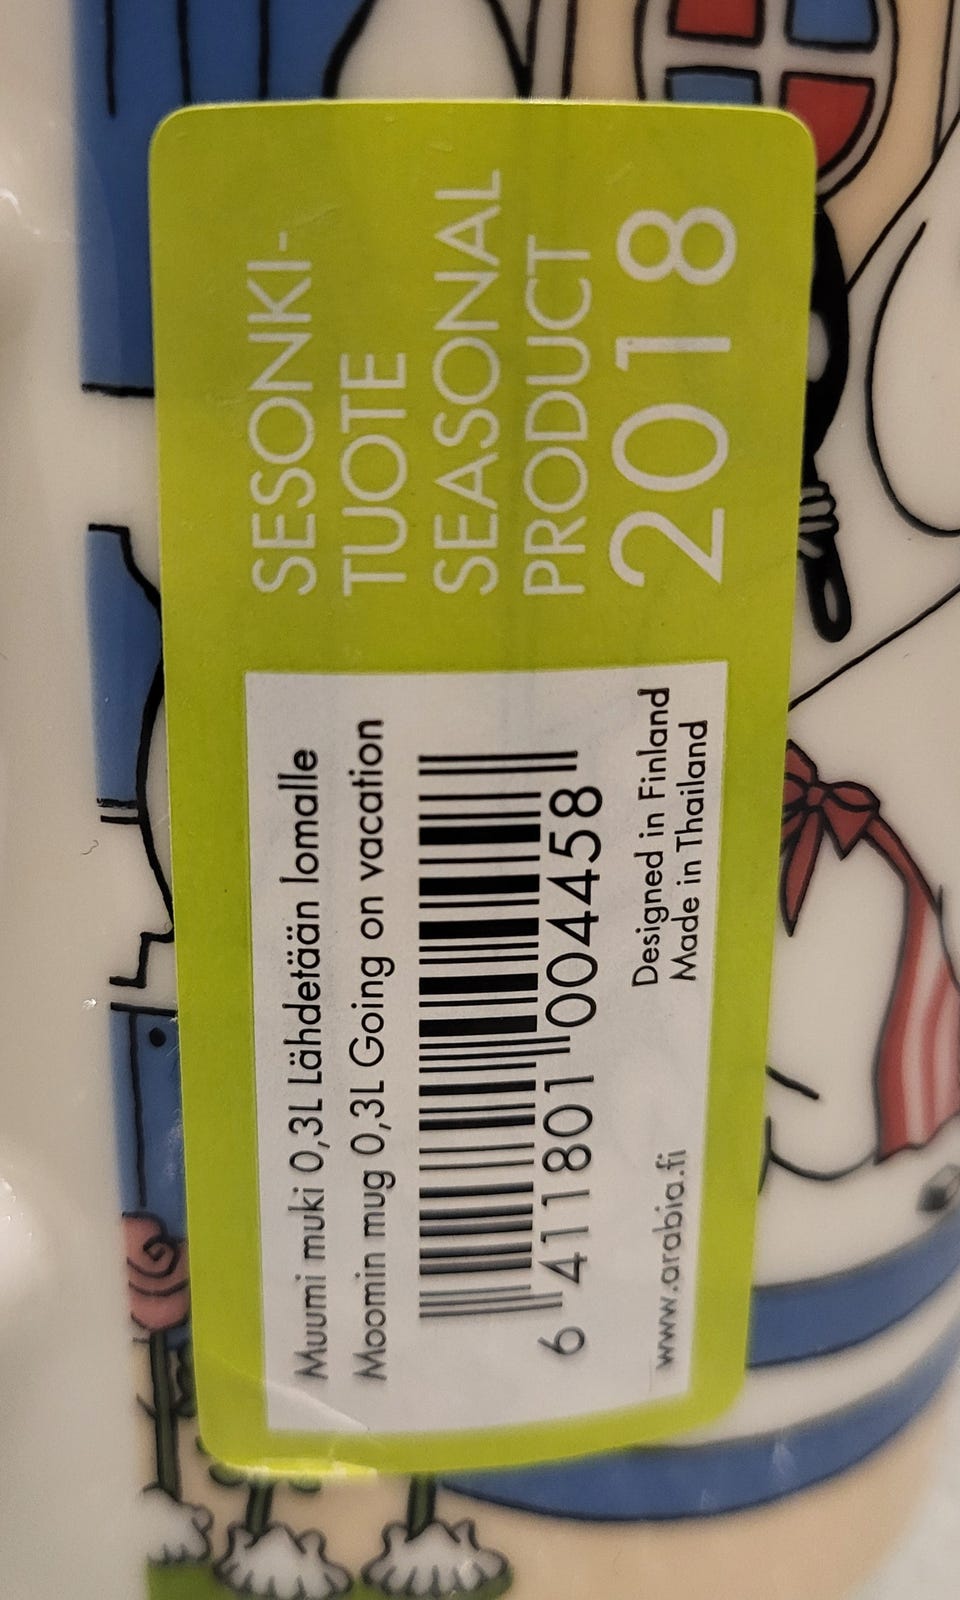 Muumi muki 0,3L Lähdetään lomalle
Moomin mug 0,3L Going on vacation
6 411801 004458
www.arabia.fi
Designed in Finland
Made in Thailand
SESONKI-
TUOTE
SEASONAL
PRODUCT
2018